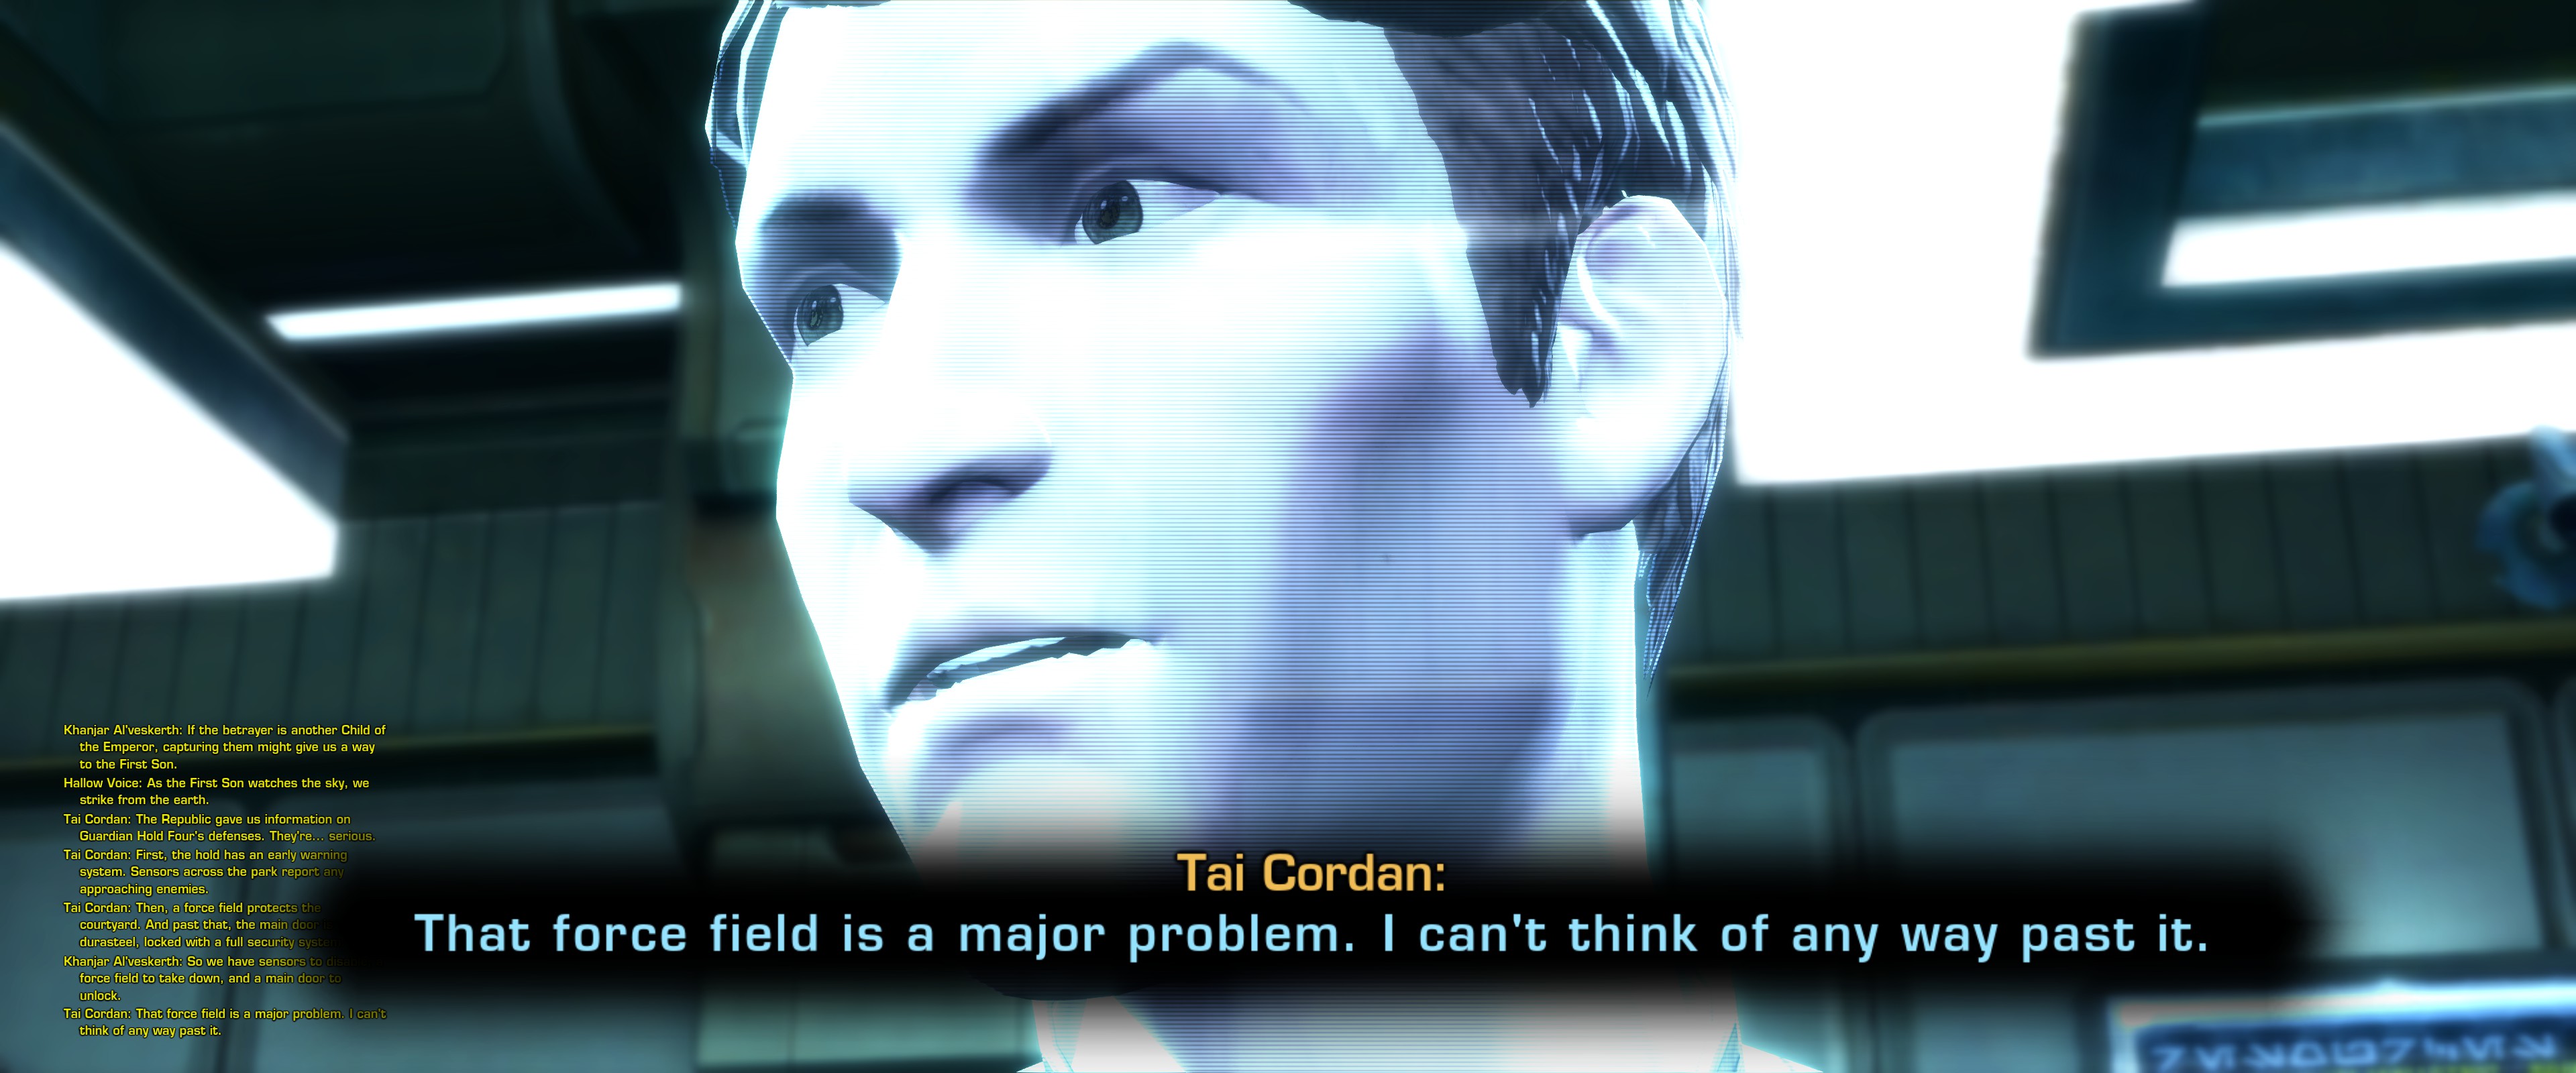 Khanjar Al'veskerth: If the betrayer is another Child of
the Emperor, capturing them might give us a way
to the First Son.
Hallow Voice: As the First Son watches the sky, we
strike from the earth.
Tai Cordan: The Republic gave us information on
Guardian Hold Four's defenses. They're... serious.
Tai Cordan: First, the hold has an early warning
system. Sensors across the park report any
approaching enemies.
Tai Cordan: Then, a force field protects the
courtyard. And past that, the main door
durasteel, locked with a full security system
Khanjar Al'veskerth: So we have sensors to
force field to take down, and a main door to
unlock.
Tai Cordan: That force field is a major problem. I can't
think of any way past it.
Tai Cordan:
That force field is a major problem. I can't think of any way past it.